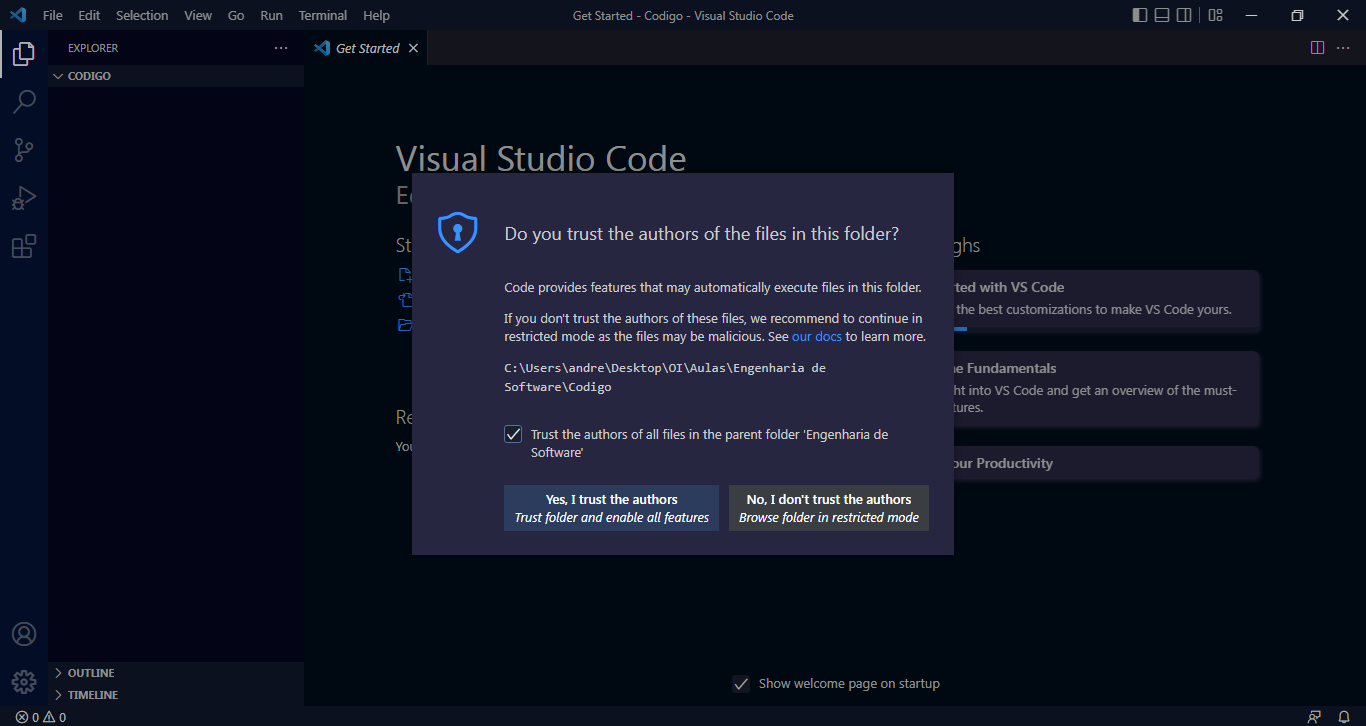 File Edit Selection View Go Run Terminal Help
Get Started - Codigo - Visual Studio Code
EXPLORER
Get Started
CODIGO
Visual Studio Code
Do you trust the authors of the files in this folder?
Code provides features that may automatically execute files in this folder.
with VS Code
If you don't trust the authors of these files, we recommend to continue in
the best customizations to make VS Code yours.
restricted mode as the files may be malicious. See our docs to learn more.
C:\Users\andre\Desktop\OI\Aulas\Engenharia de
Fundamentals
Software\Codigo
into VS Code and get an overview of the must-
Trust the authors of all files in the parent folder 'Engenharia de
Software'
Productivity
Yes, I trust the authors
Trust folder and enable all features
No, I don't trust the authors
Browse folder in restricted mode
OUTLINE
Show welcome page on startup
TIMELINE
0 0